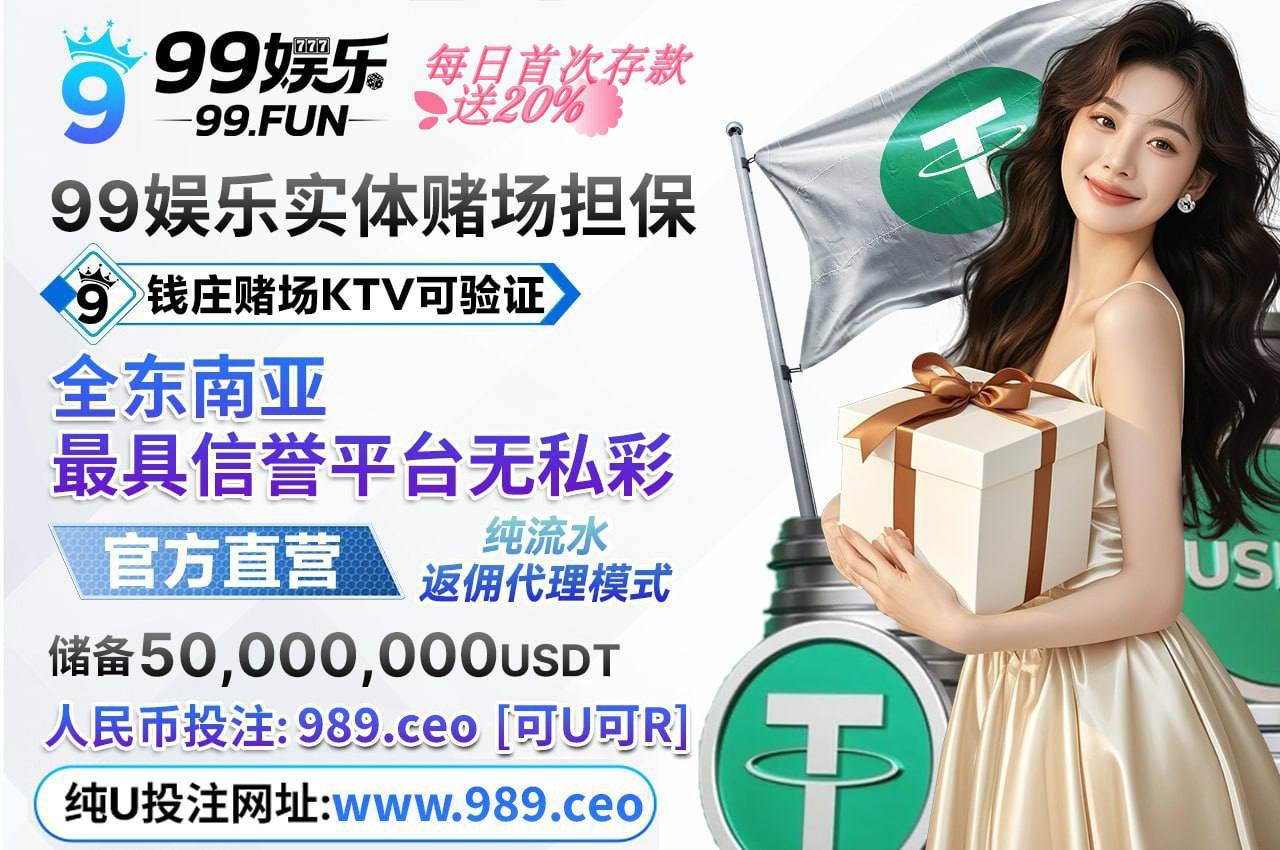 9
99娱乐
777
99.FUN
每日首次存款
送20%
99娱乐实体赌场担保
9
钱庄赌场KTV可验证
全东南亚
最具信誉平台无私彩
官方直营
纯流水
返佣代理模式
储备50,000,000USDT
人民币投注: 989.ceo [可U可R]
纯U投注网址:www.989.ceo